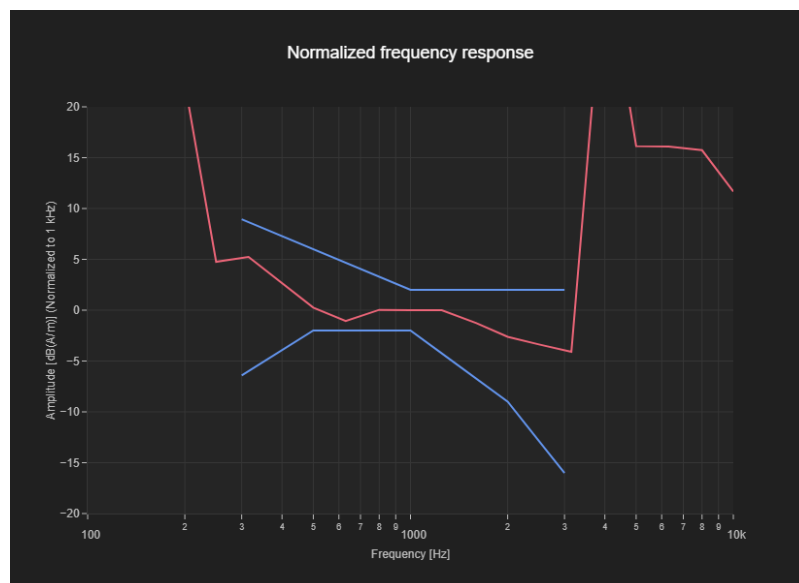 Normalized frequency response
Amplitude [dB(A/m)] (Normalized to 1 kHz)
20
15
10
5
0
−5
−10
−15
−20
100 2 3 4 5 6 7 8 9 1000 2 3 4 5 6 7 8 9 10k
Frequency [Hz]